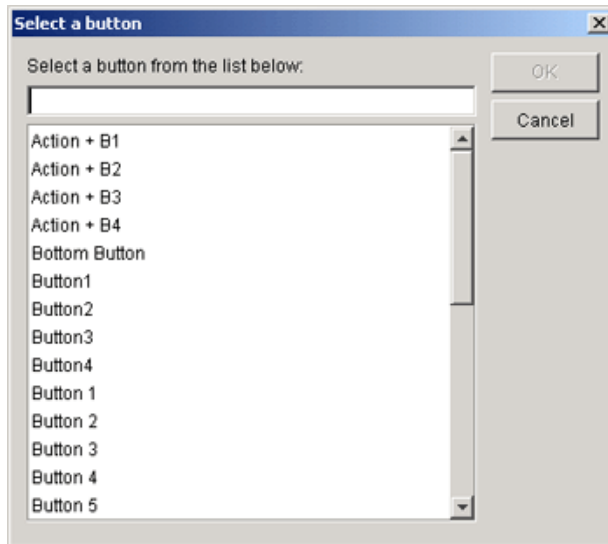 Select a button
Select a button from the list below:
OK
Cancel
Action + B1
Action + B2
Action + B3
Action + B4
Bottom Button
Button1
Button2
Button3
Button4
Button 1
Button 2
Button 3
Button 4
Button 5